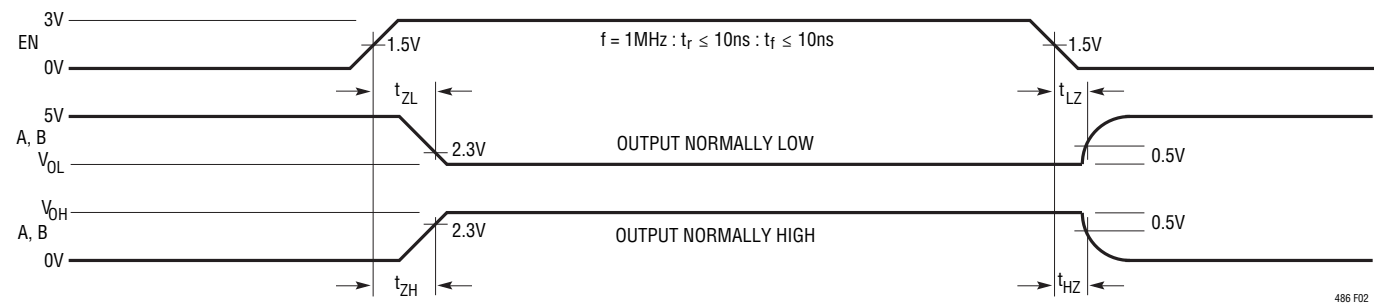 3V
EN
1.5V
f = 1MHz : tr ≤ 10ns : tf ≤ 10ns
1.5V
0V
tZL
tLZ
5V
A, B
2.3V
OUTPUT NORMALLY LOW
0.5V
VOL
VOH
A, B
2.3V
OUTPUT NORMALLY HIGH
0.5V
0V
tZH
tHZ
486 F02